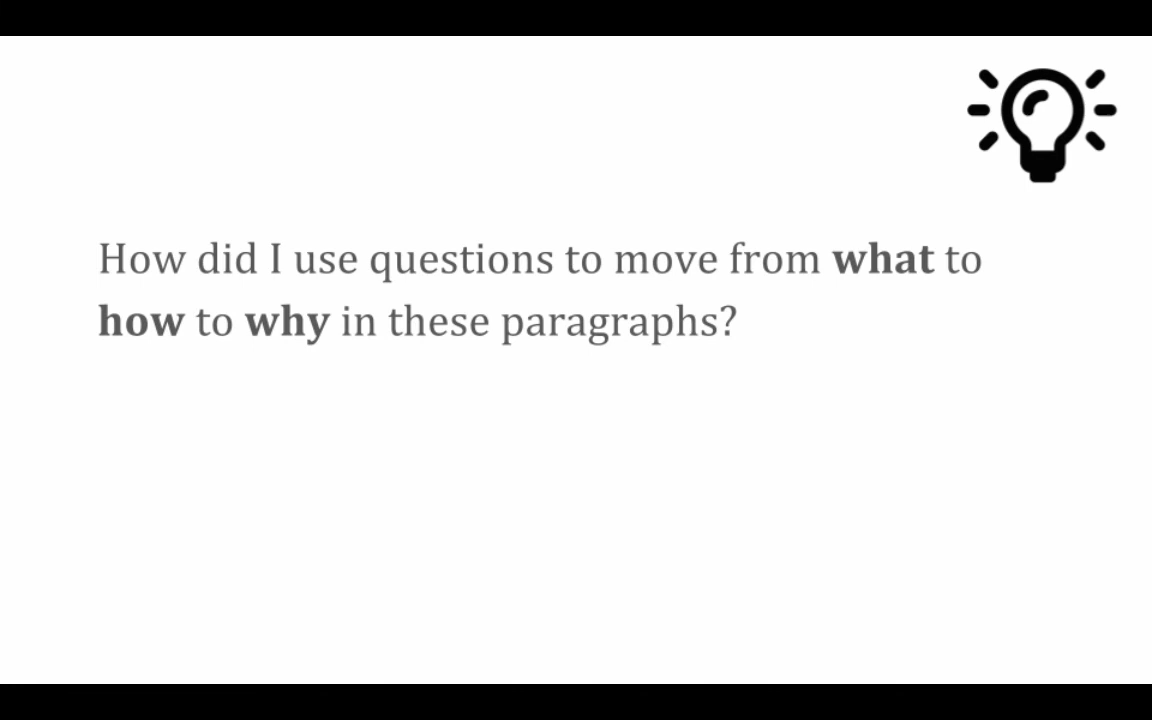 How did I use questions to move from what to
how to why in these paragraphs?